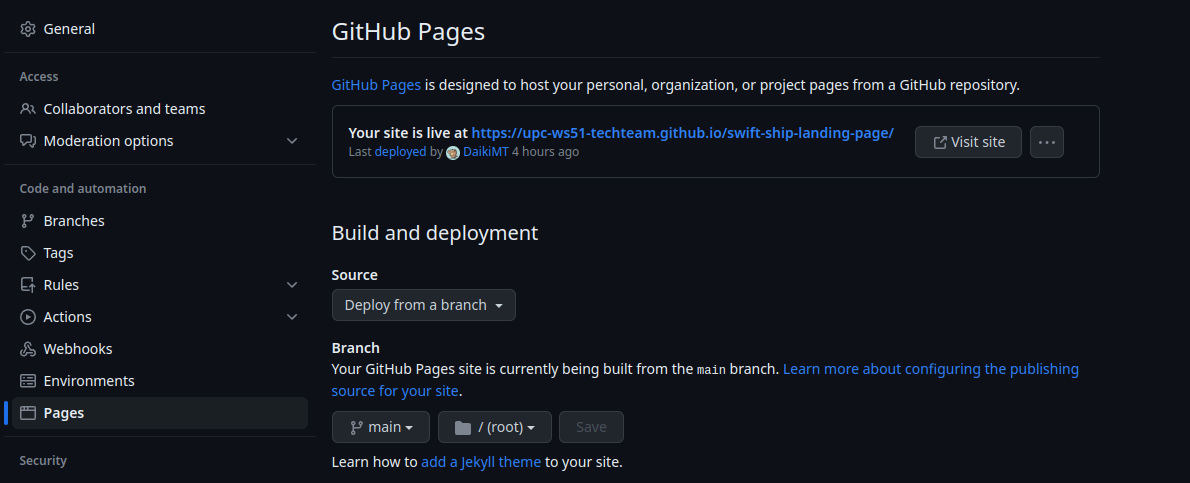 General
Access
Collaborators and teams
Moderation options
Code and automation
Branches
Tags
Rules
Actions
Webhooks
Environments
Pages
Security
GitHub Pages
GitHub Pages is designed to host your personal, organization, or project pages from a GitHub repository.
Your site is live at https://upc-ws51-techteam.github.io/swift-ship-landing-page/
Last deployed by DaikiMT 4 hours ago
Visit site
Build and deployment
Source
Deploy from a branch
Branch
Your GitHub Pages site is currently being built from the main branch. Learn more about configuring the publishing
source for your site.
main
/ (root)
Save
Learn how to add a Jekyll theme to your site.